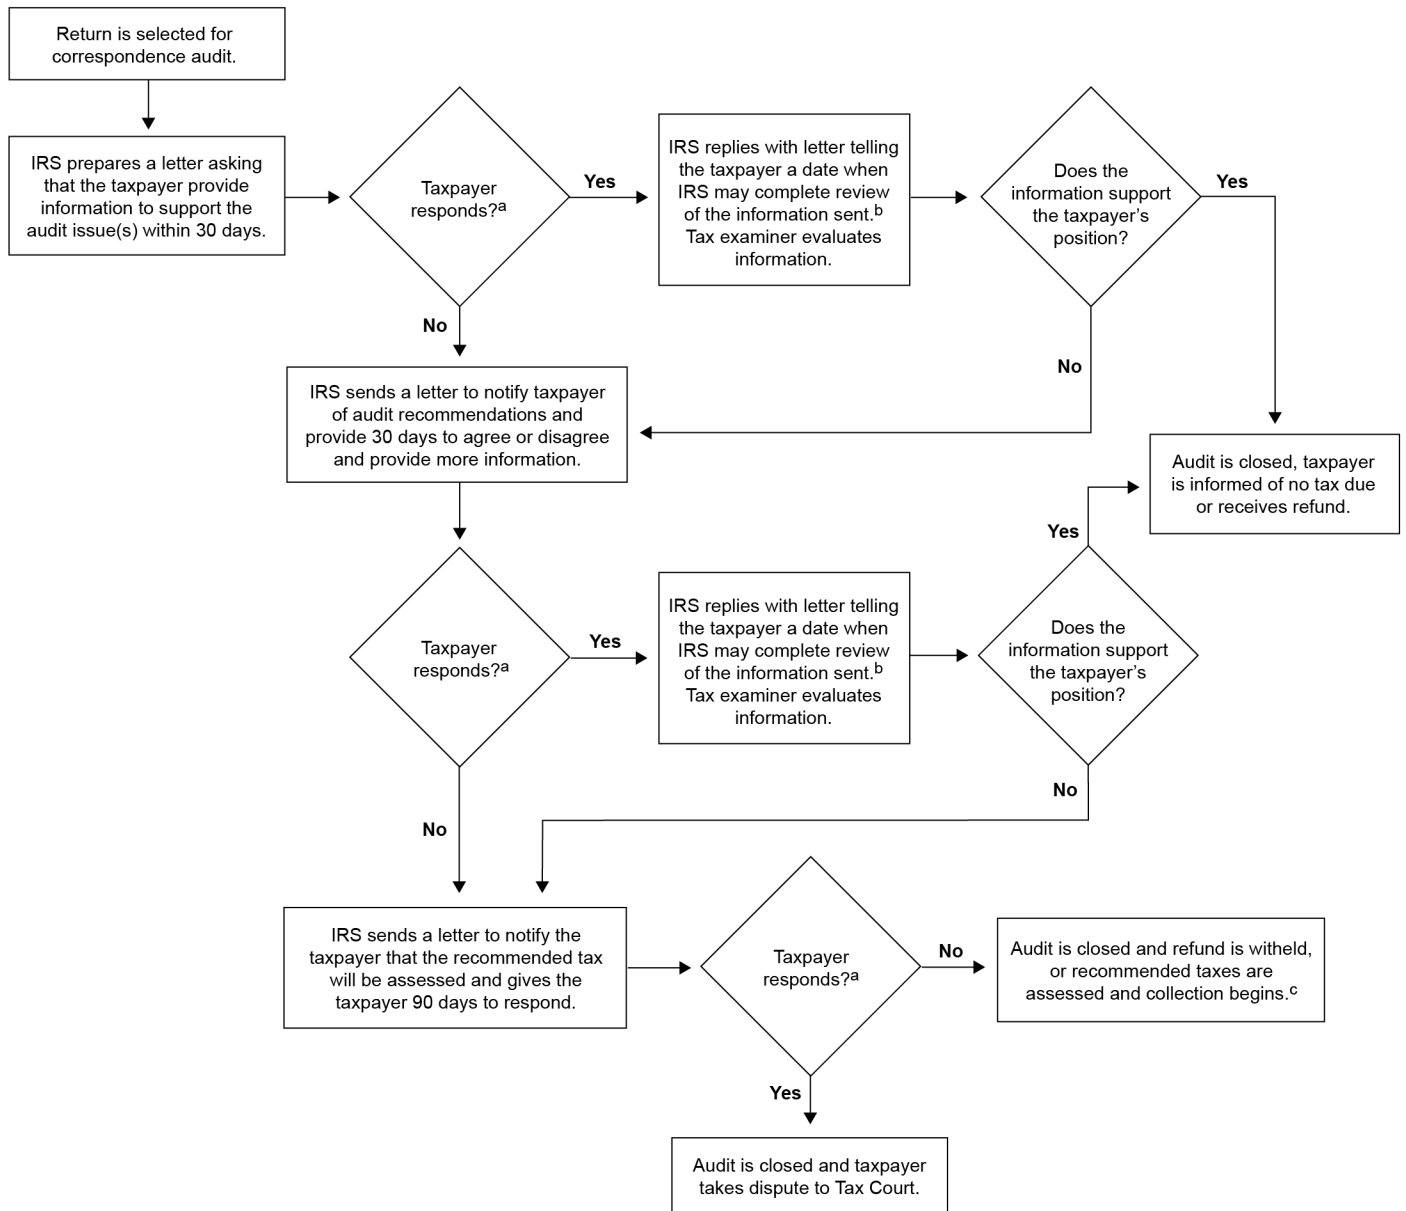 Return is selected for
correspondence audit.
IRS prepares a letter asking
that the taxpayer provide
information to support the
audit issue(s) within 30 days.
Taxpayer
responds?a
Yes
IRS replies with letter telling
the taxpayer a date when
IRS may complete review
of the information sent.b
Tax examiner evaluates
information.
Does the
information support
the taxpayer’s
position?
Yes
No
No
IRS sends a letter to notify taxpayer
of audit recommendations and
provide 30 days to agree or disagree
and provide more information.
Audit is closed, taxpayer
is informed of no tax due
or receives refund.
Taxpayer
responds?a
Yes
IRS replies with letter telling
the taxpayer a date when
IRS may complete review
of the information sent.b
Tax examiner evaluates
information.
Does the
information support
the taxpayer’s
position?
Yes
No
No
IRS sends a letter to notify the
taxpayer that the recommended tax
will be assessed and gives the
taxpayer 90 days to respond.
Taxpayer
responds?a
No
Audit is closed and refund is witheld,
or recommended taxes are
assessed and collection begins.c
Yes
Audit is closed and taxpayer
takes dispute to Tax Court.